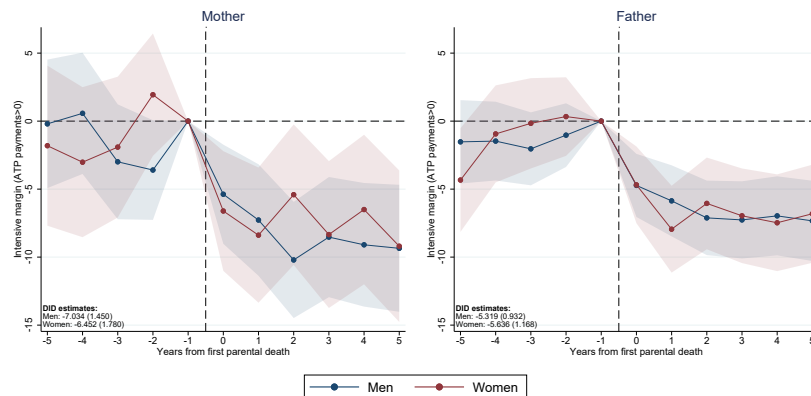 Mother
Intensive margin (ATP payments>0)
5
0
-5
-10
-15
DID estimates:
Men: -7.034 (1.450)
Women: -6.452 (1.780)
-5 -4 -3 -2 -1 0 1 2 3 4 5
Years from first parental death
Father
Intensive margin (ATP payments>0)
5
0
-5
-10
-15
DID estimates:
Men: -5.319 (0.932)
Women: -5.636 (1.168)
-5 -4 -3 -2 -1 0 1 2 3 4 5
Years from first parental death
Men Women